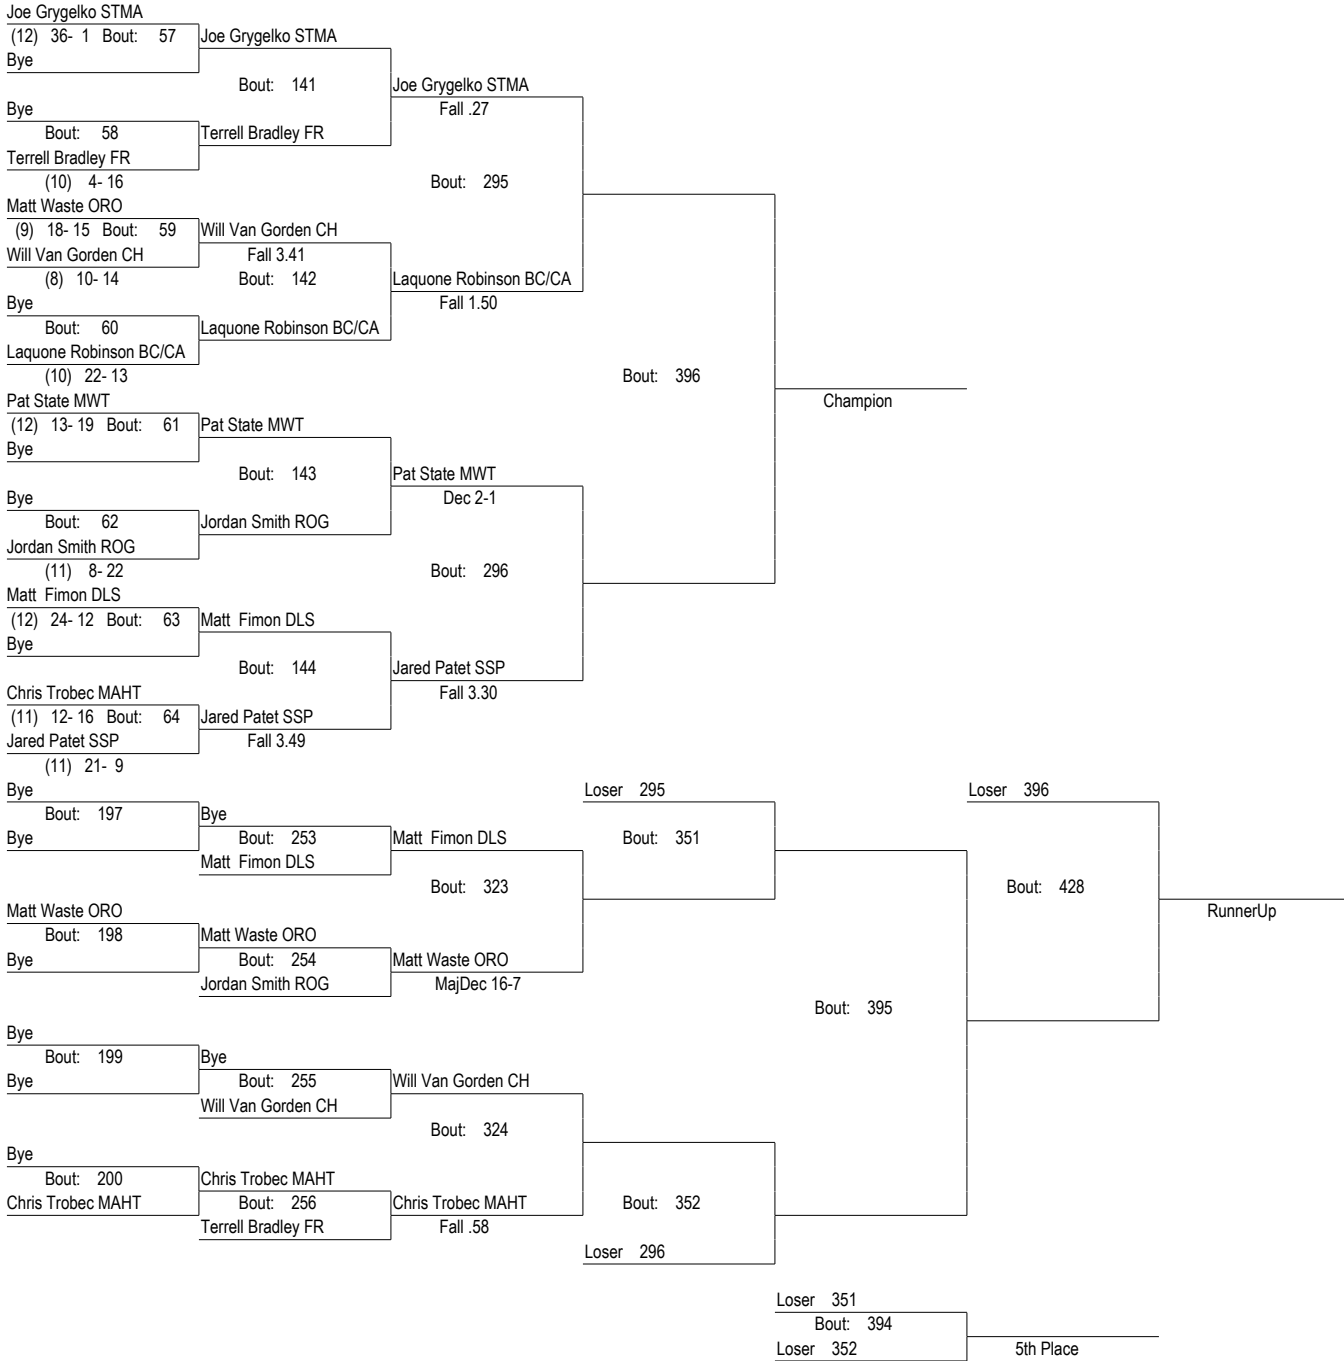 Joe Grygelko STMA
(12) 36- 1 Bout: 57 Joe Grygelko STMA
Bye
Bout: 141 Joe Grygelko STMA
Bye Fall .27
Bout: 58 Terrell Bradley FR
Terrell Bradley FR
(10) 4- 16 Bout: 295
Matt Waste ORO
(9) 18- 15 Bout: 59 Will Van Gorden CH
Will Van Gorden CH Fall 3.41
(8) 10- 14 Bout: 142 Laquone Robinson BC/CA
Bye Fall 1.50
Bout: 60 Laquone Robinson BC/CA
Laquone Robinson BC/CA
(10) 22- 13 Bout: 396
Pat State MWT Champion
(12) 13- 19 Bout: 61 Pat State MWT
Bye
Bout: 143 Pat State MWT
Bye Dec 2-1
Bout: 62 Jordan Smith ROG
Jordan Smith ROG
(11) 8- 22 Bout: 296
Matt Fimon DLS
(12) 24- 12 Bout: 63 Matt Fimon DLS
Bye
Bout: 144 Jared Patet SSP
Chris Trobec MAHT Fall 3.30
(11) 12- 16 Bout: 64 Jared Patet SSP
Jared Patet SSP Fall 3.49
(11) 21- 9
Bye Loser 295 Loser 396
Bout: 197 Bye
Bye Bout: 253 Matt Fimon DLS Bout: 351
Matt Fimon DLS
Bout: 323 Bout: 428
Matt Waste ORO RunnerUp
Bout: 198 Matt Waste ORO
Bye Bout: 254 Matt Waste ORO
Jordan Smith ROG MajDec 16-7
Bout: 395
Bye
Bout: 199 Bye
Bye Bout: 255 Will Van Gorden CH
Will Van Gorden CH
Bout: 324
Bye
Bout: 200 Chris Trobec MAHT
Chris Trobec MAHT Bout: 256 Chris Trobec MAHT Bout: 352
Terrell Bradley FR Fall .58
Loser 296
Loser 351
Bout: 394
Loser 352 5th Place